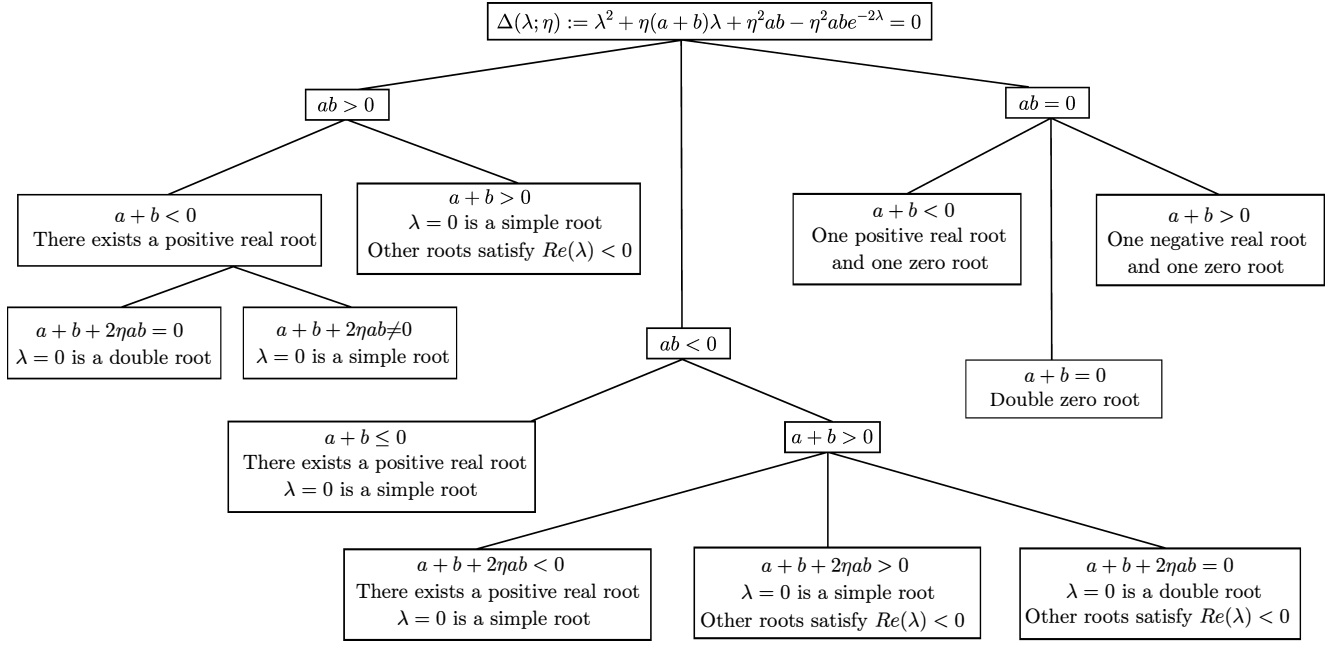 Δ(λ; η) := λ² + η(a + b)λ + η²ab − η²abe⁻²λ = 0
ab > 0
ab = 0
a + b < 0
There exists a positive real root
a + b > 0
λ = 0 is a simple root
Other roots satisfy Re(λ) < 0
a + b < 0
One positive real root
and one zero root
a + b > 0
One negative real root
and one zero root
a + b + 2ηab = 0
λ = 0 is a double root
a + b + 2ηab≠0
λ = 0 is a simple root
ab < 0
a + b = 0
Double zero root
a + b ≤ 0
There exists a positive real root
λ = 0 is a simple root
a + b > 0
a + b + 2ηab < 0
There exists a positive real root
λ = 0 is a simple root
a + b + 2ηab > 0
λ = 0 is a simple root
Other roots satisfy Re(λ) < 0
a + b + 2ηab = 0
λ = 0 is a double root
Other roots satisfy Re(λ) < 0